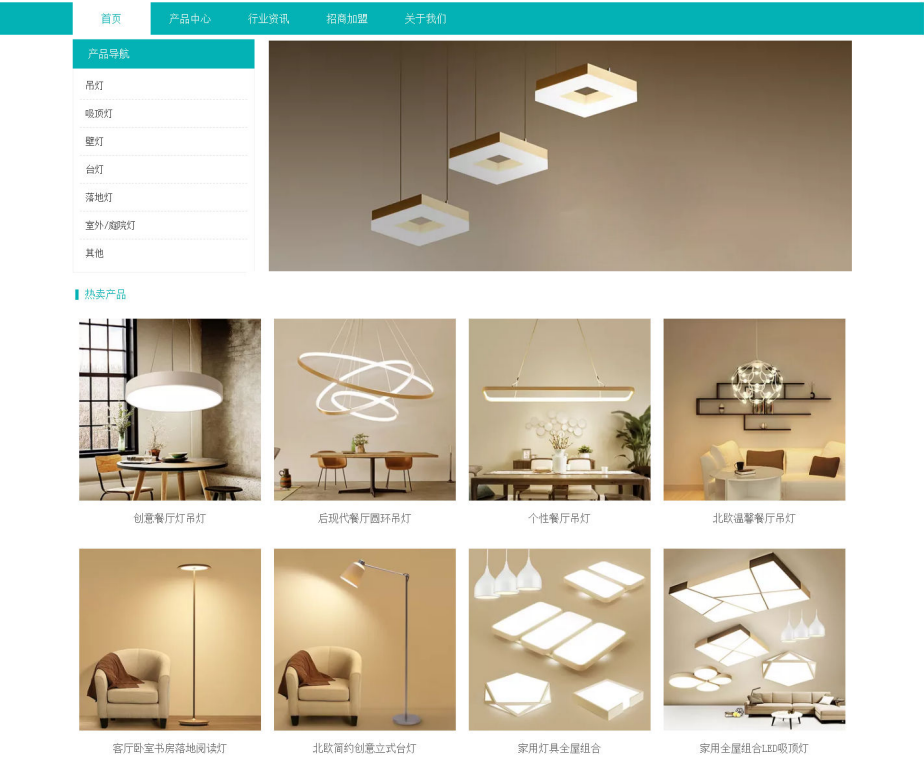 首页 产品中心 行业资讯 招商加盟 关于我们
产品导航
吊灯
吸顶灯
壁灯
台灯
落地灯
室外/庭院灯
其他
热卖产品
创意餐厅灯吊灯 后现代餐厅圆环吊灯 个性餐厅吊灯 北欧温馨餐厅吊灯
客厅卧室书房落地阅读灯 北欧简约创意立式台灯 家用灯具全屋组合 家用全屋组合LED吸顶灯